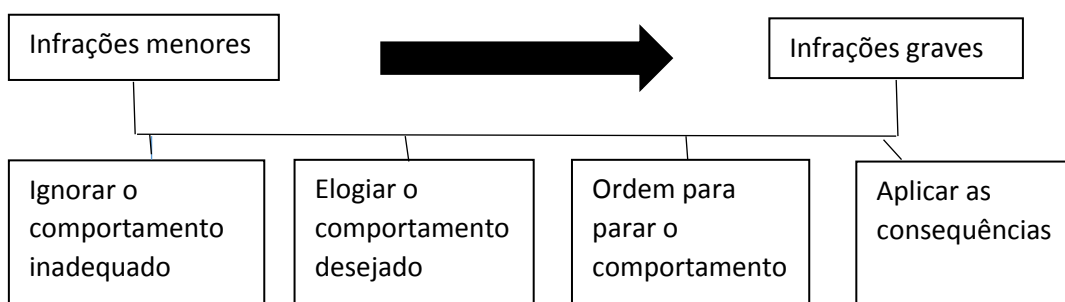 Infrações menores
Infrações graves
Ignorar o
comportamento
inadequado
Elogiar o
comportamento
desejado
Ordem para
parar o
comportamento
Aplicar as
consequências